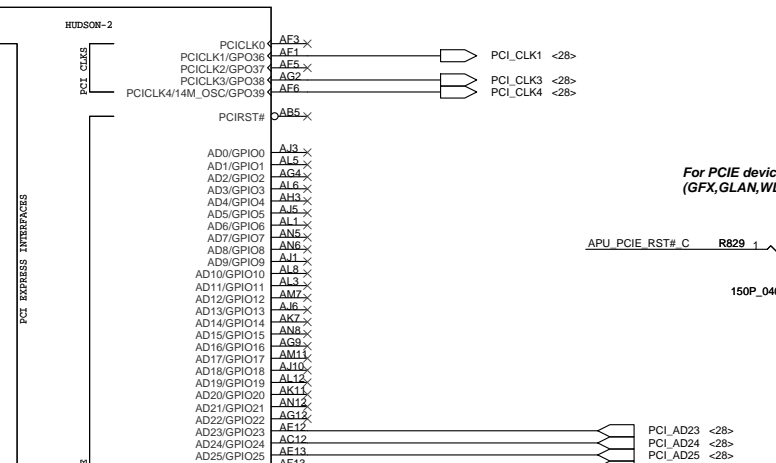 HUDSON-2
PCI CLKS
PCI EXPRESS INTERFACES
PCICLK0 AF3
PCICLK1/GPO36 AF1 PCI_CLK1 <28>
PCICLK2/GPO37 AF5
PCICLK3/GPO38 AG2 PCI_CLK3 <28>
PCICLK4/14M_OSC/GPO39 AF6 PCI_CLK4 <28>
PCIRST# AB5
AD0/GPIO0 AJ3
AD1/GPIO1 AL5
AD2/GPIO2 AG4
AD3/GPIO3 AL6
AD4/GPIO4 AH3
AD5/GPIO5 AJ5
AD6/GPIO6 AL1
AD7/GPIO7 AN5
AD8/GPIO8 AN6
AD9/GPIO9 AJ1
AD10/GPIO10 AL8
AD11/GPIO11 AL3
AD12/GPIO12 AM7
AD13/GPIO13 AJ6
AD14/GPIO14 AK7
AD15/GPIO15 AN8
AD16/GPIO16 AG9
AD17/GPIO17 AM11
AD18/GPIO18 AJ10
AD19/GPIO19 AL12
AD20/GPIO20 AK11
AD21/GPIO21 AN12
AD22/GPIO22 AG12
AD23/GPIO23 AE12 PCI_AD23 <28>
AD24/GPIO24 AC12 PCI_AD24 <28>
AD25/GPIO25 AE13 PCI_AD25 <28>
AF13
For PCIE devic
(GFX,GLAN,WL
APU_PCIE_RST#_C R829 1
150P_040